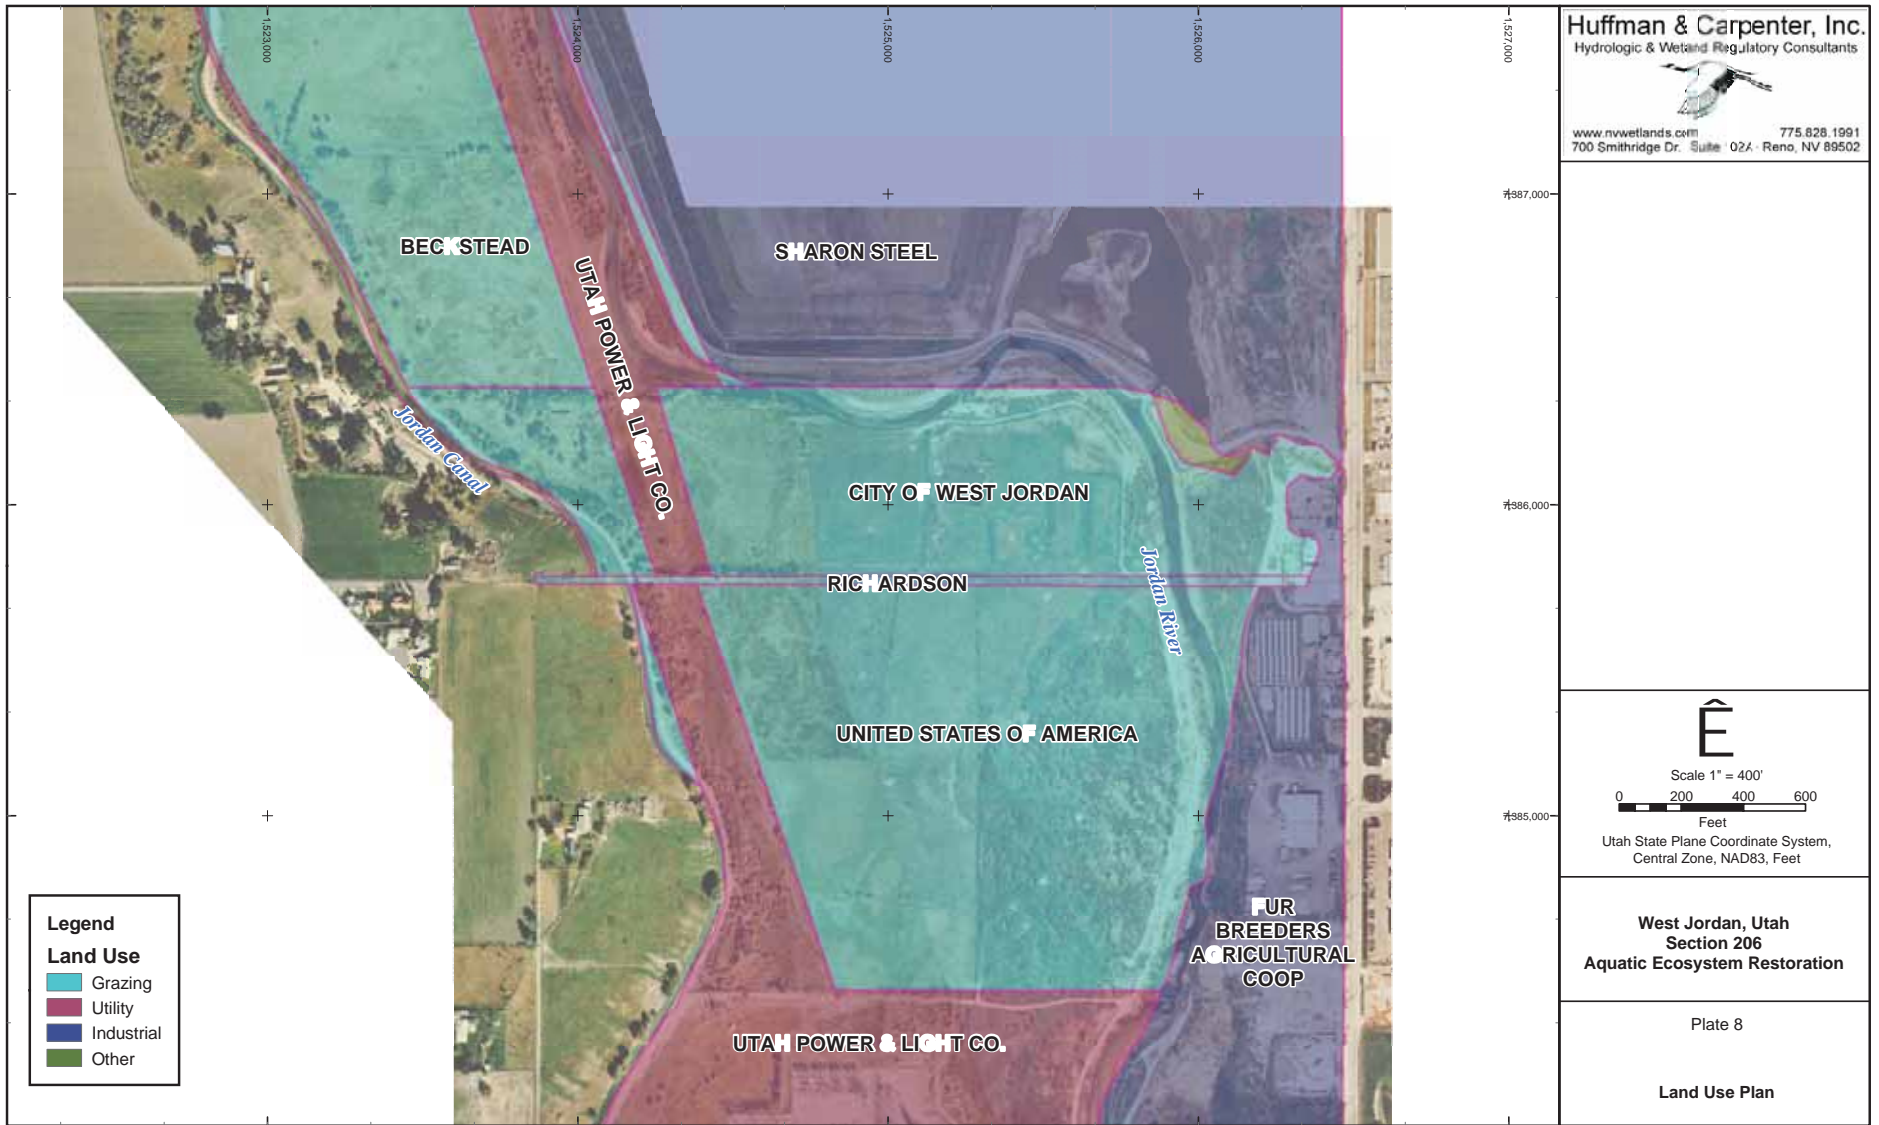 1,523,000
1,524,000
1,525,000
1,526,000
1,527,000
7,387,000
7,386,000
7,385,000
BECKSTEAD
SHARON STEEL
UTAH POWER & LIGHT CO.
Jordan Canal
CITY OF WEST JORDAN
RICHARDSON
Jordan River
UNITED STATES OF AMERICA
FUR
BREEDERS
AGRICULTURAL
COOP
UTAH POWER & LIGHT CO.
Legend
Land Use
Grazing
Utility
Industrial
Other
Huffman & Carpenter, Inc.
Hydrologic & Wetland Regulatory Consultants
www.nvwetlands.com 775.828.1991
700 Smithridge Dr. Suite 02A Reno, NV 89502
Ê
Scale 1" = 400'
0 200 400 600
Feet
Utah State Plane Coordinate System,
Central Zone, NAD83, Feet
West Jordan, Utah
Section 206
Aquatic Ecosystem Restoration
Plate 8
Land Use Plan